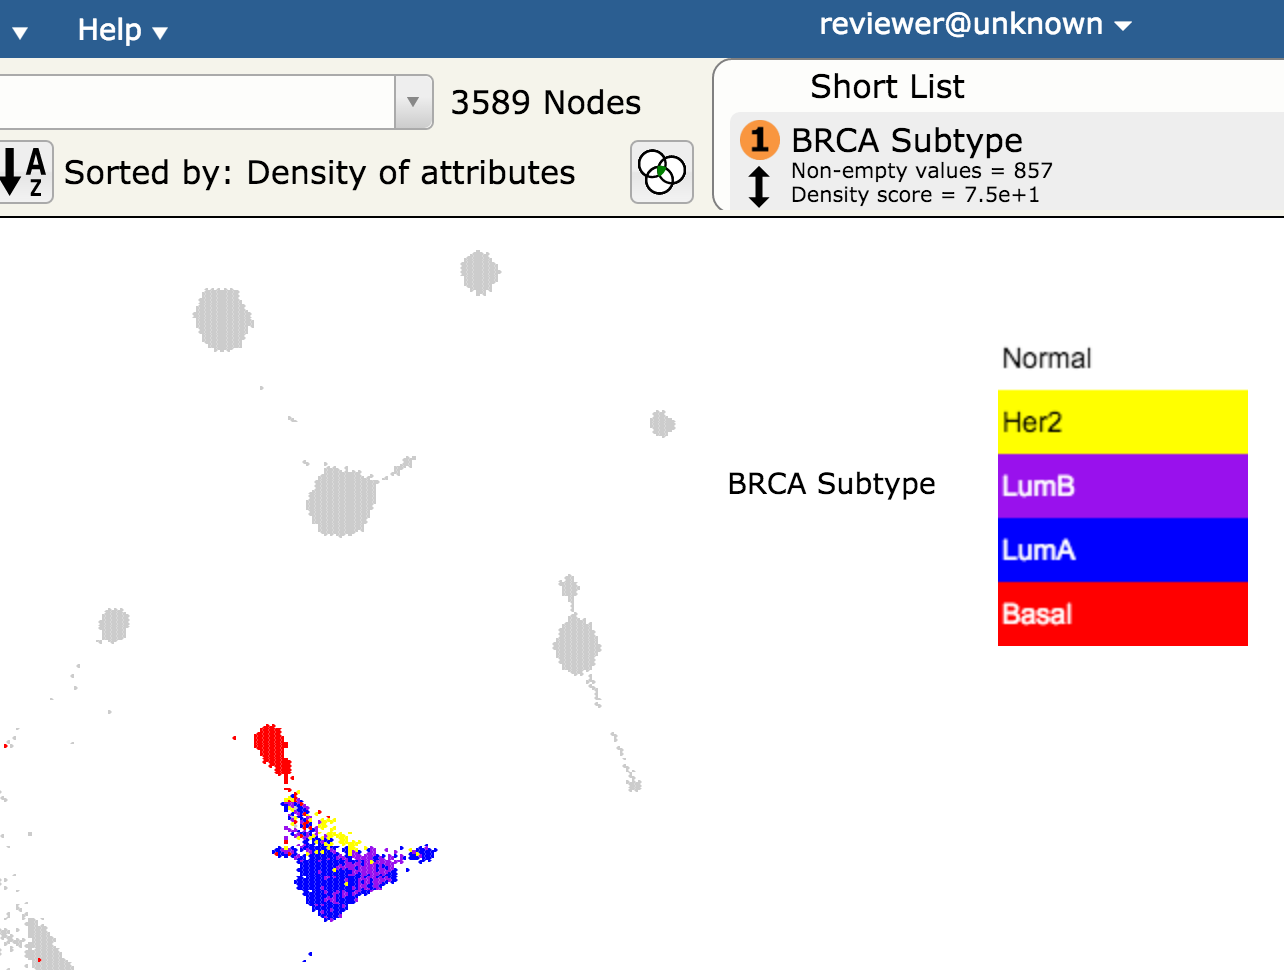 Help
reviewer@unknown
3589 Nodes
A
Z
Sorted by: Density of attributes
Short List
1 BRCA Subtype
Non-empty values = 857
Density score = 7.5e+1
BRCA Subtype
Normal
Her2
LumB
LumA
Basal